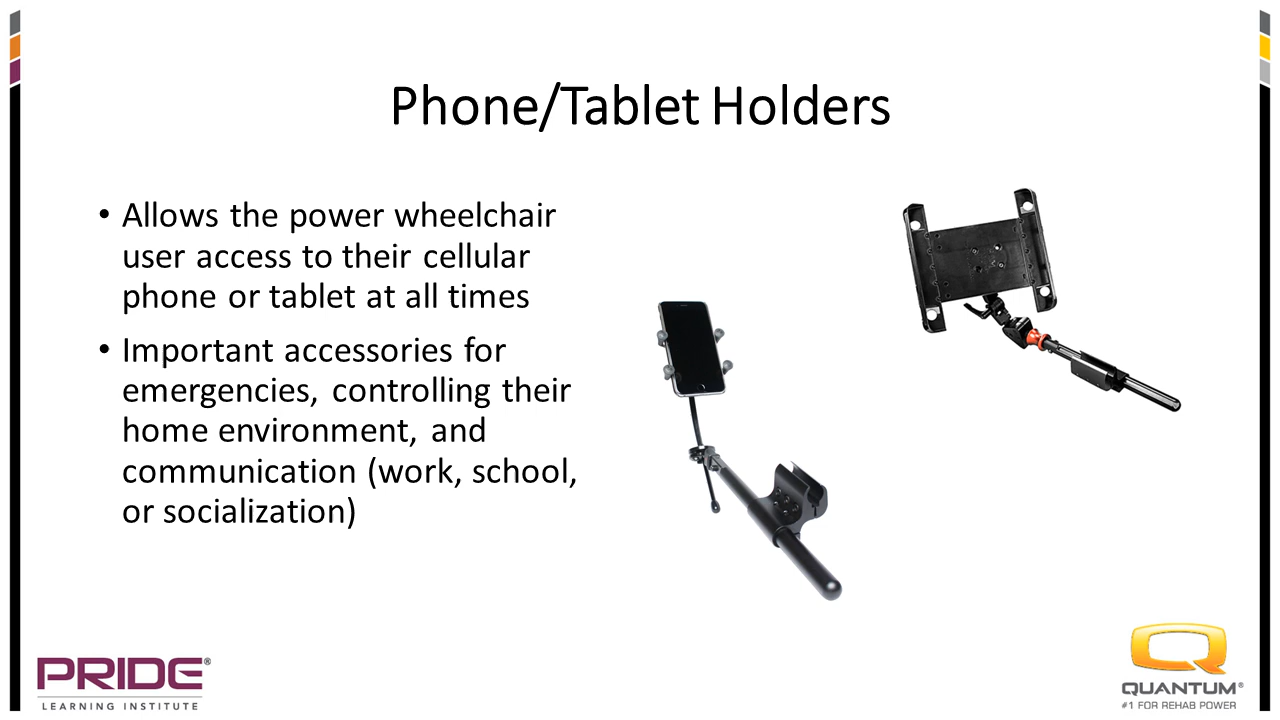 Phone/Tablet Holders
• Allows the power wheelchair
user access to their cellular
phone or tablet at all times
• Important accessories for
emergencies, controlling their
home environment, and
communication (work, school,
or socialization)
PRIDE®
LEARNING INSTITUTE
QUANTUM®
#1 FOR REHAB POWER